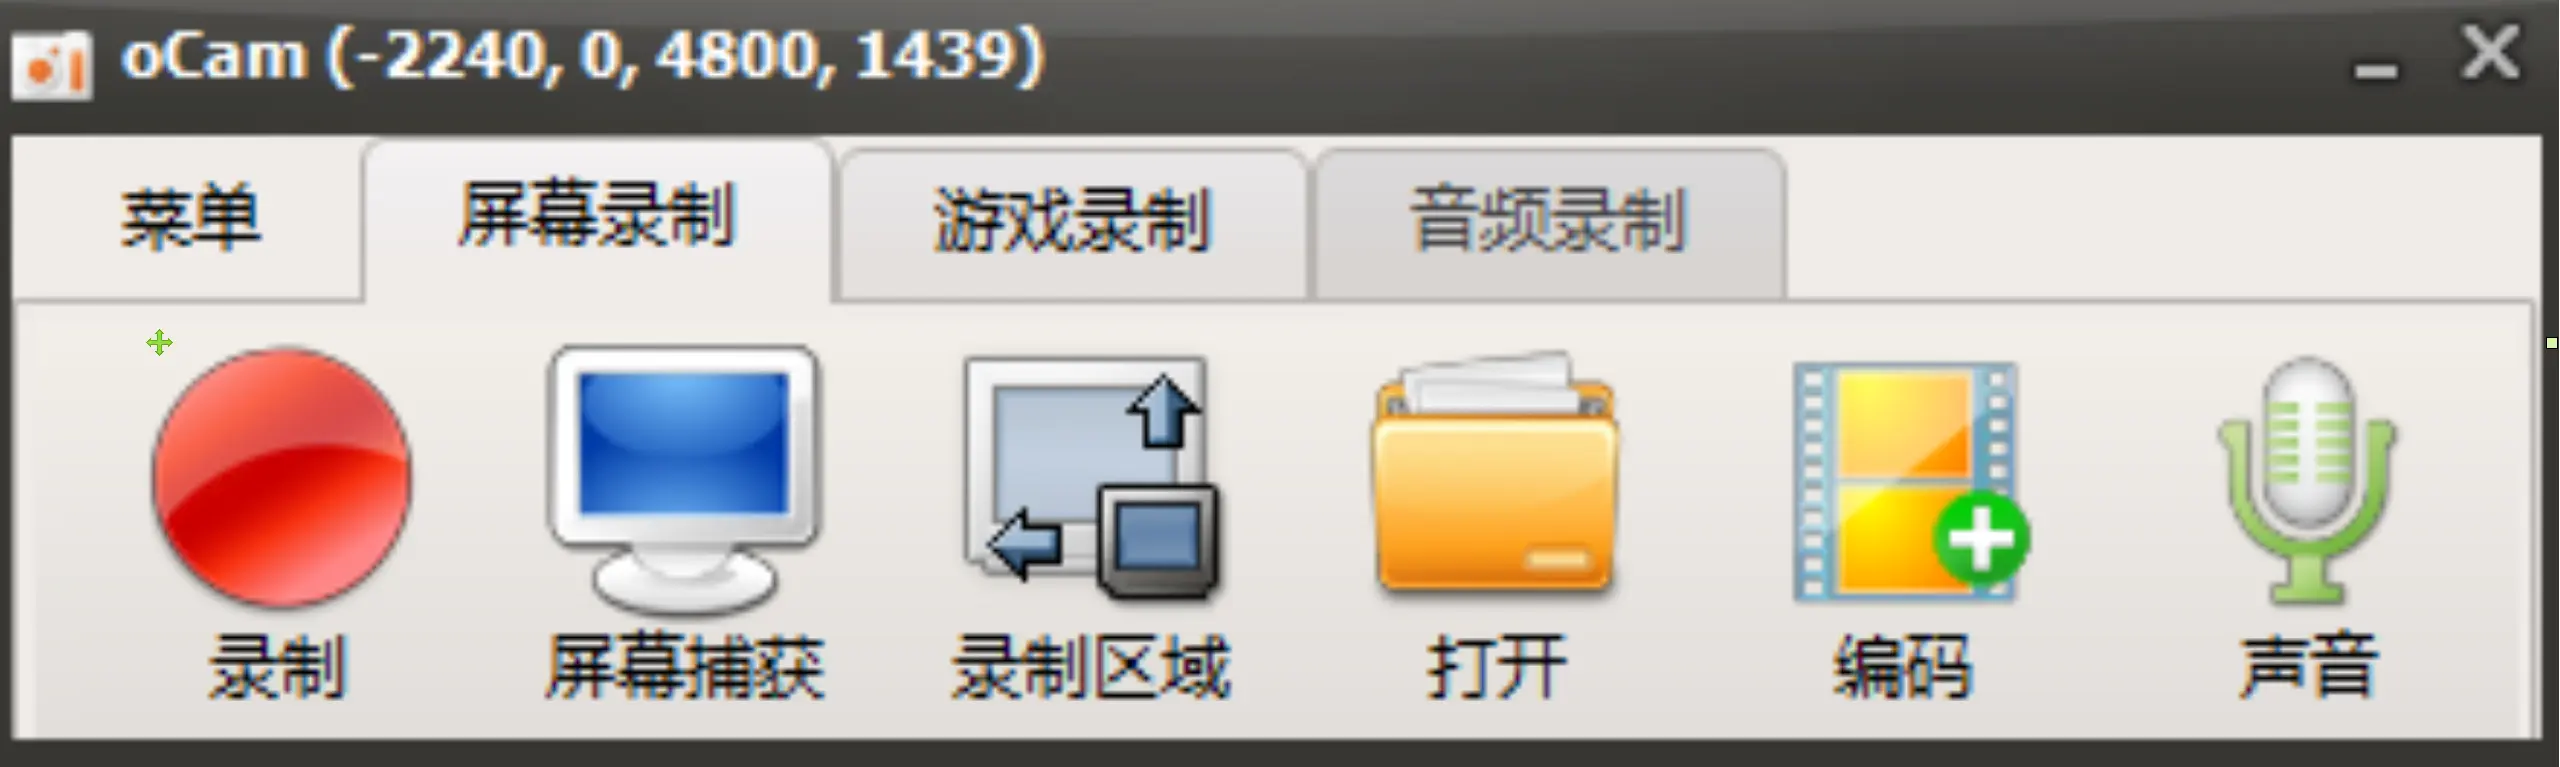 oCam (-2240, 0, 4800, 1439)
菜单 屏幕录制 游戏录制 音频录制
录制 屏幕捕获 录制区域 打开 编码 声音